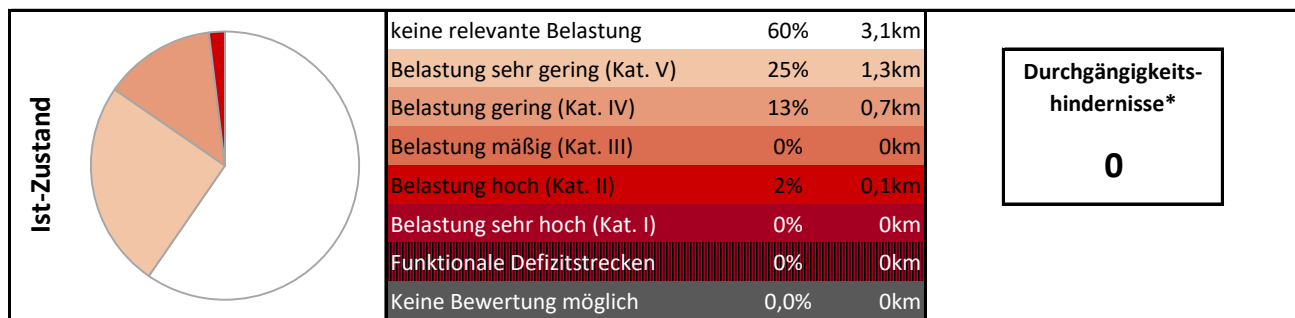 Ist-Zustand
keine relevante Belastung 60% 3,1km
Belastung sehr gering (Kat. V) 25% 1,3km
Belastung gering (Kat. IV) 13% 0,7km
Belastung mäßig (Kat. III) 0% 0km
Belastung hoch (Kat. II) 2% 0,1km
Belastung sehr hoch (Kat. I) 0% 0km
Funktionale Defizitstrecken 0% 0km
Keine Bewertung möglich 0,0% 0km
Durchgängigkeits-
hindernisse*
0